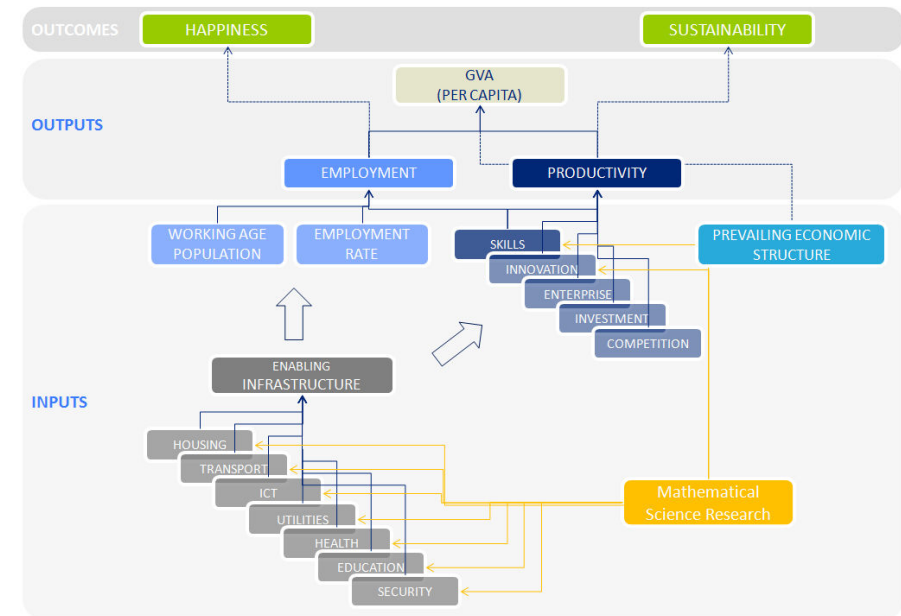 OUTCOMES
HAPPINESS
SUSTAINABILITY
GVA
(PER CAPITA)
OUTPUTS
EMPLOYMENT
PRODUCTIVITY
WORKING AGE
POPULATION
EMPLOYMENT
RATE
SKILLS
PREVAILING ECONOMIC
STRUCTURE
INNOVATION
ENTERPRISE
INVESTMENT
COMPETITION
ENABLING
INFRASTRUCTURE
INPUTS
HOUSING
TRANSPORT
ICT
UTILITIES
HEALTH
EDUCATION
SECURITY
Mathematical
Science Research